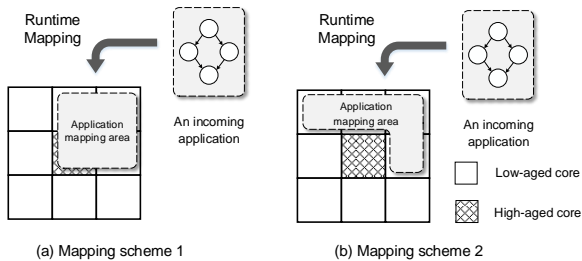 Runtime
Mapping
An incoming
application
Application
mapping area
(a) Mapping scheme 1
Runtime
Mapping
An incoming
application
Application
mapping area
Low-aged core
High-aged core
(b) Mapping scheme 2